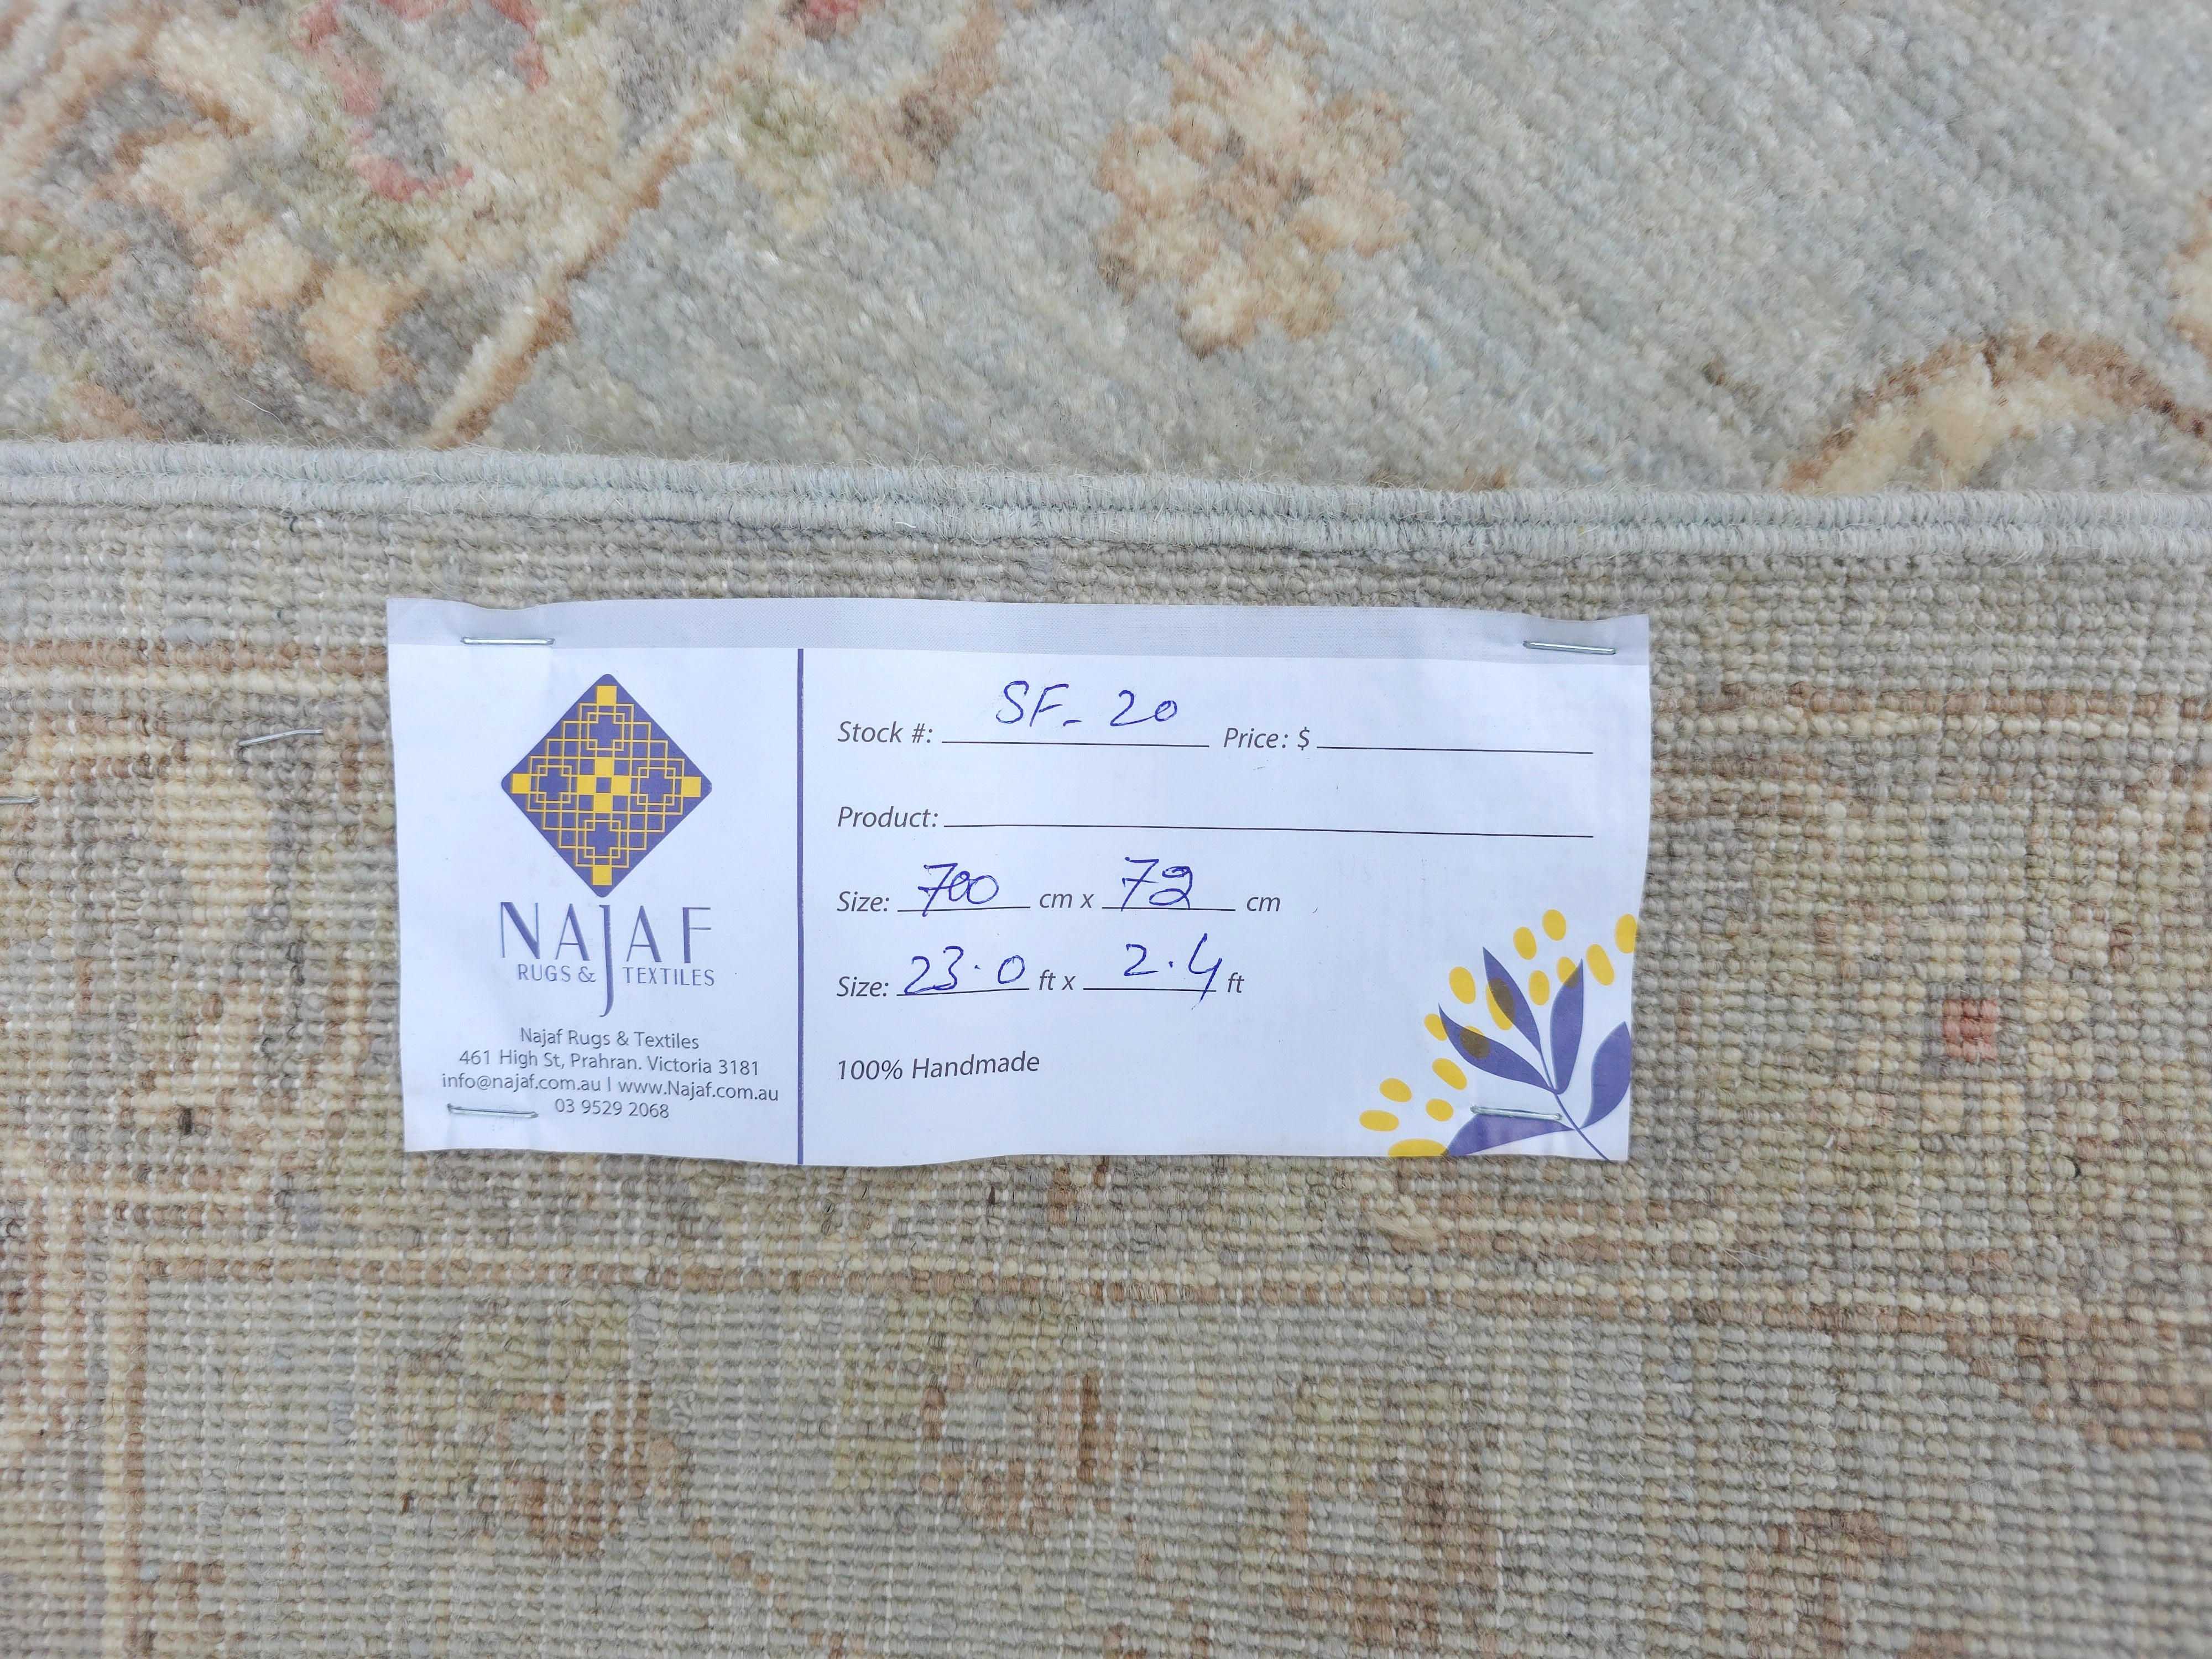 NAJAF
RUGS & TEXTILES
Najaf Rugs & Textiles
461 High St, Prahran. Victoria 3181
info@najaf.com.au | www.Najaf.com.au
03 9529 2068
Stock #: SF- 20 Price: $
Product:
Size: 700 cm x 72 cm
Size: 23.0 ft x 2.4 ft
100% Handmade